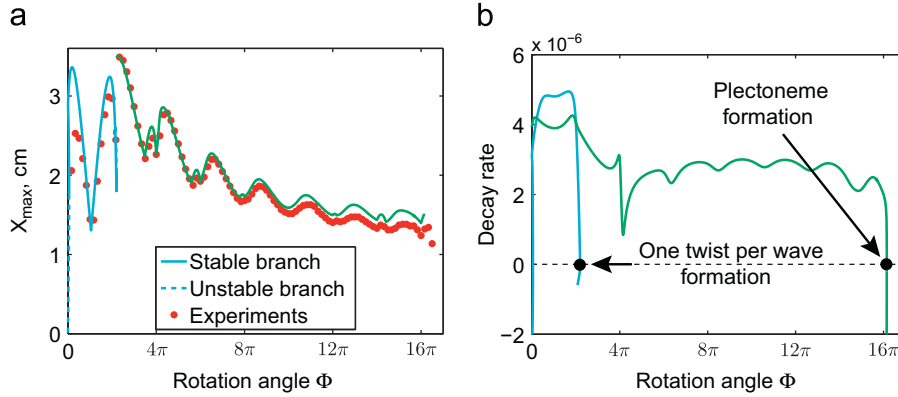 a
X_max, cm
3
2
1
0
0
4π
8π
12π
16π
Rotation angle Φ
Stable branch
Unstable branch
Experiments
b
x 10⁻⁶
Decay rate
6
4
2
0
−2
0
4π
8π
12π
16π
Rotation angle Φ
Plectoneme
formation
One twist per wave
formation